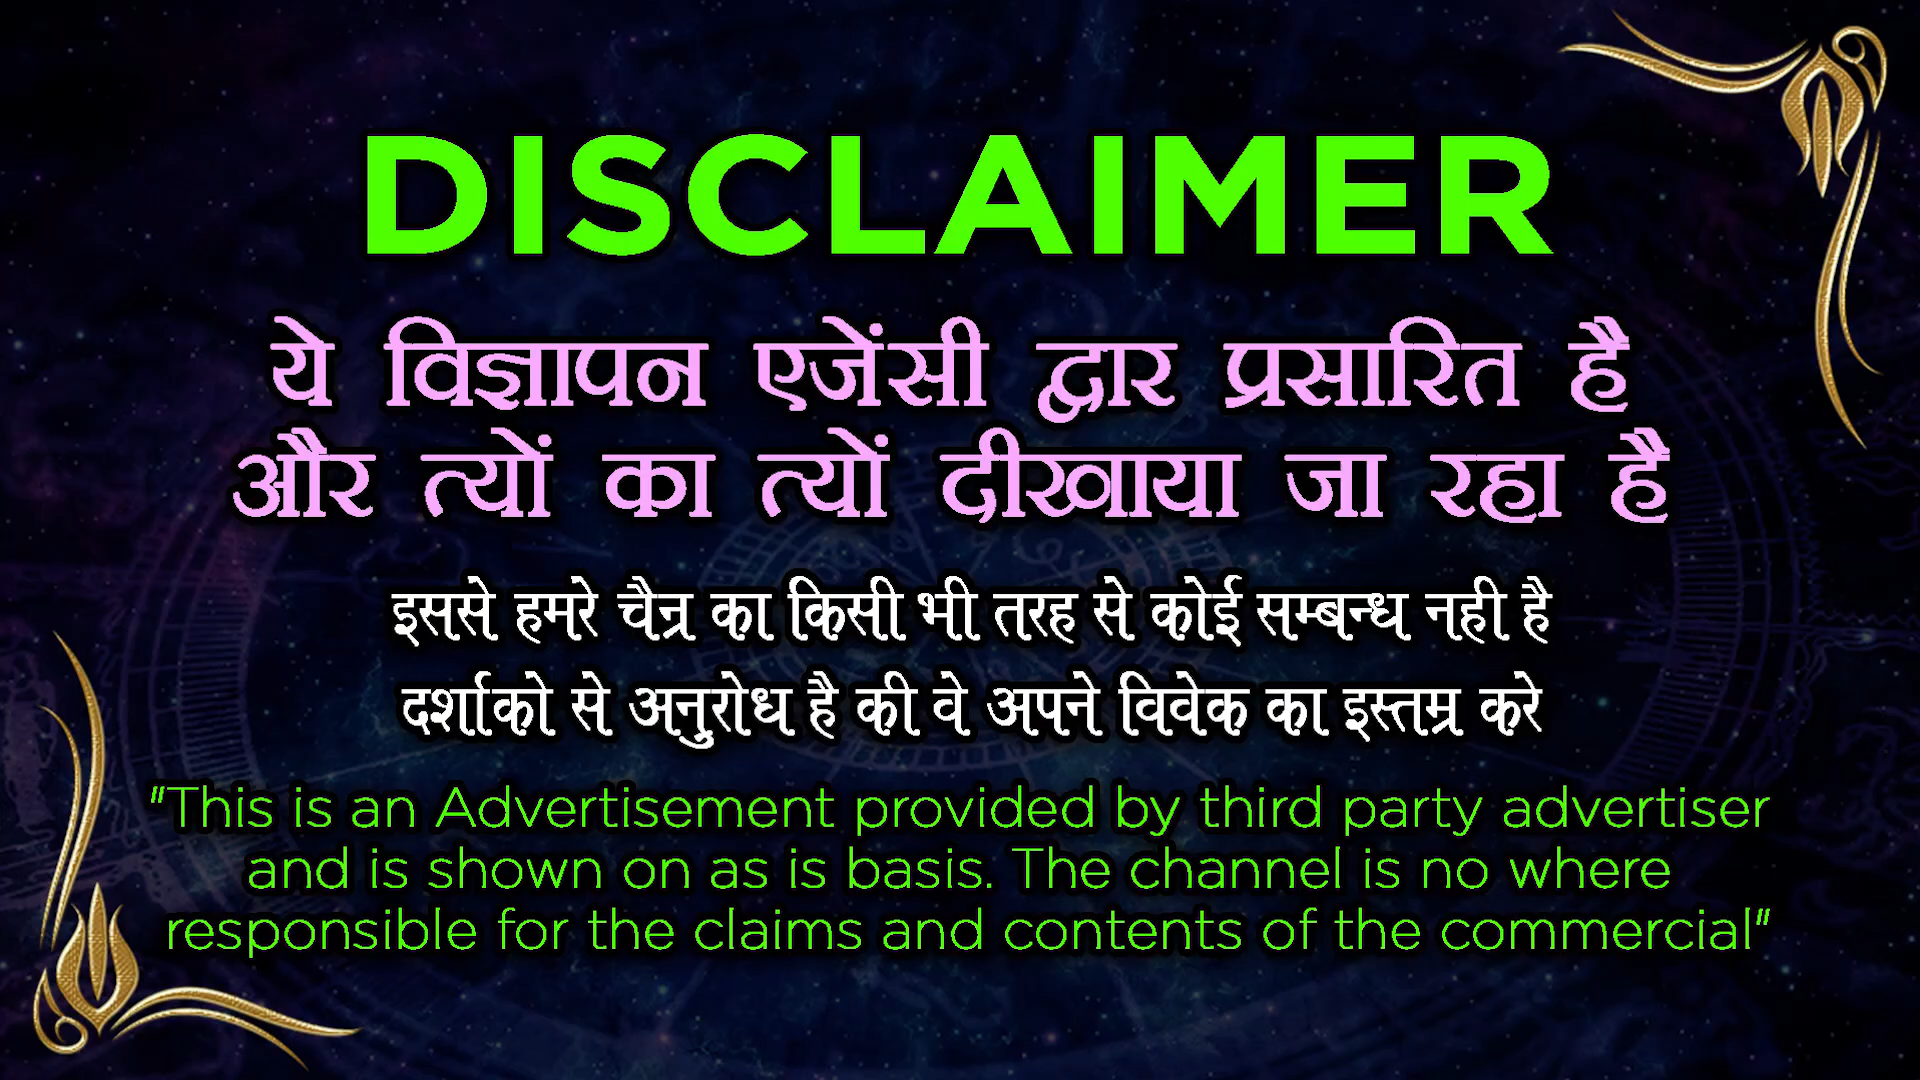 DISCLAIMER
ये विज्ञापन एजेंसी द्वार प्रसारित है
और त्यों का त्यों दीखाया जा रहा है
इससे हमरे चैन्र का किसी भी तरह से कोई सम्बन्ध नही है
दर्शाको से अनुरोध है की वे अपने विवेक का इस्तम्र करे
"This is an Advertisement provided by third party advertiser
and is shown on as is basis. The channel is no where
responsible for the claims and contents of the commercial"